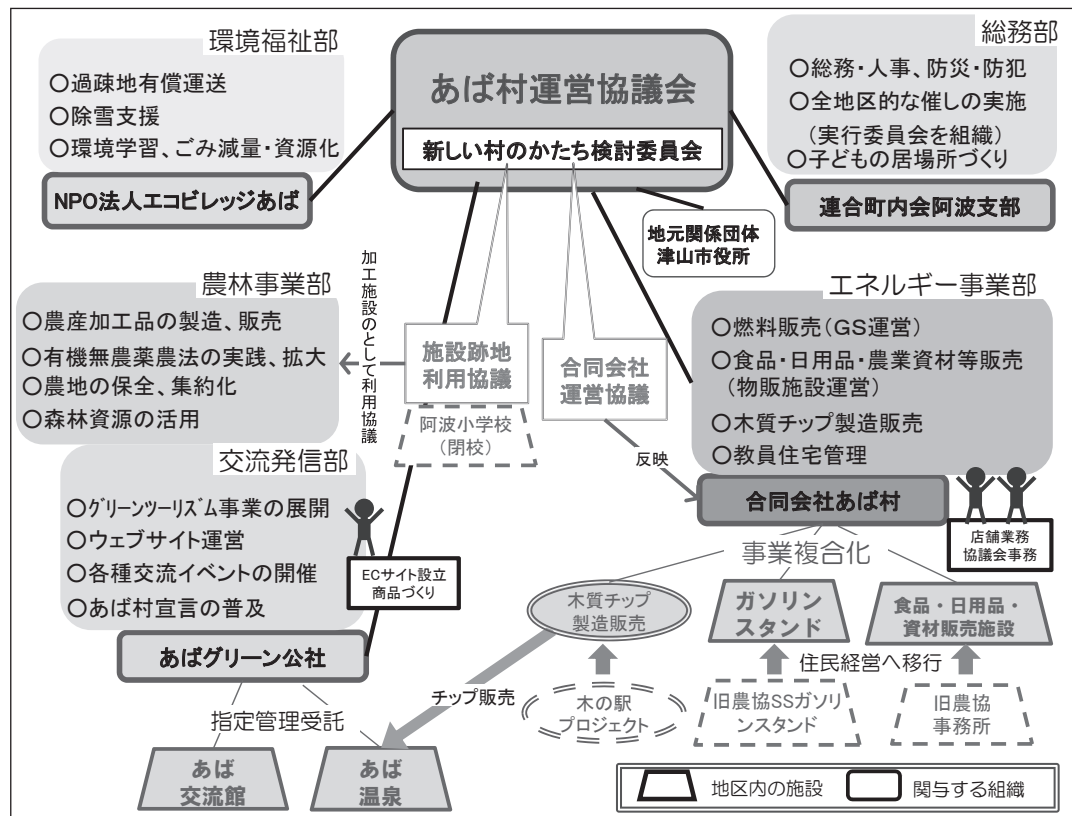 環境福祉部
〇過疎地有償運送
〇除雪支援
〇環境学習、ごみ減量・資源化
NPO法人エコビレッジあば
あば村運営協議会
新しい村のかたち検討委員会
総務部
〇総務・人事、防災・防犯
〇全地区的な催しの実施
(実行委員会を組織)
〇子どもの居場所づくり
連合町内会阿波支部
地元関係団体
津山市役所
農林事業部
〇農産加工品の製造、販売
〇有機無農薬農法の実践、拡大
〇農地の保全、集約化
〇森林資源の活用
加工施設のとして利用協議
施設跡地
利用協議
阿波小学校
(閉校)
合同会社
運営協議
反映
エネルギー事業部
〇燃料販売(GS運営)
〇食品・日用品・農業資材等販売
(物販施設運営)
〇木質チップ製造販売
〇教員住宅管理
合同会社あば村
店舗業務
協議会事務
交流発信部
〇グリーンツーリズム事業の展開
〇ウェブサイト運営
〇各種交流イベントの開催
〇あば村宣言の普及
ECサイト設立
商品づくり
あばグリーン公社
事業複合化
木質チップ
製造販売
ガソリン
スタンド
食品・日用品・
資材販売施設
住民経営へ移行
チップ販売
木の駅
プロジェクト
旧農協SSガソリ
ンスタンド
旧農協
事務所
指定管理受託
あば
交流館
あば
温泉
地区内の施設
関与する組織